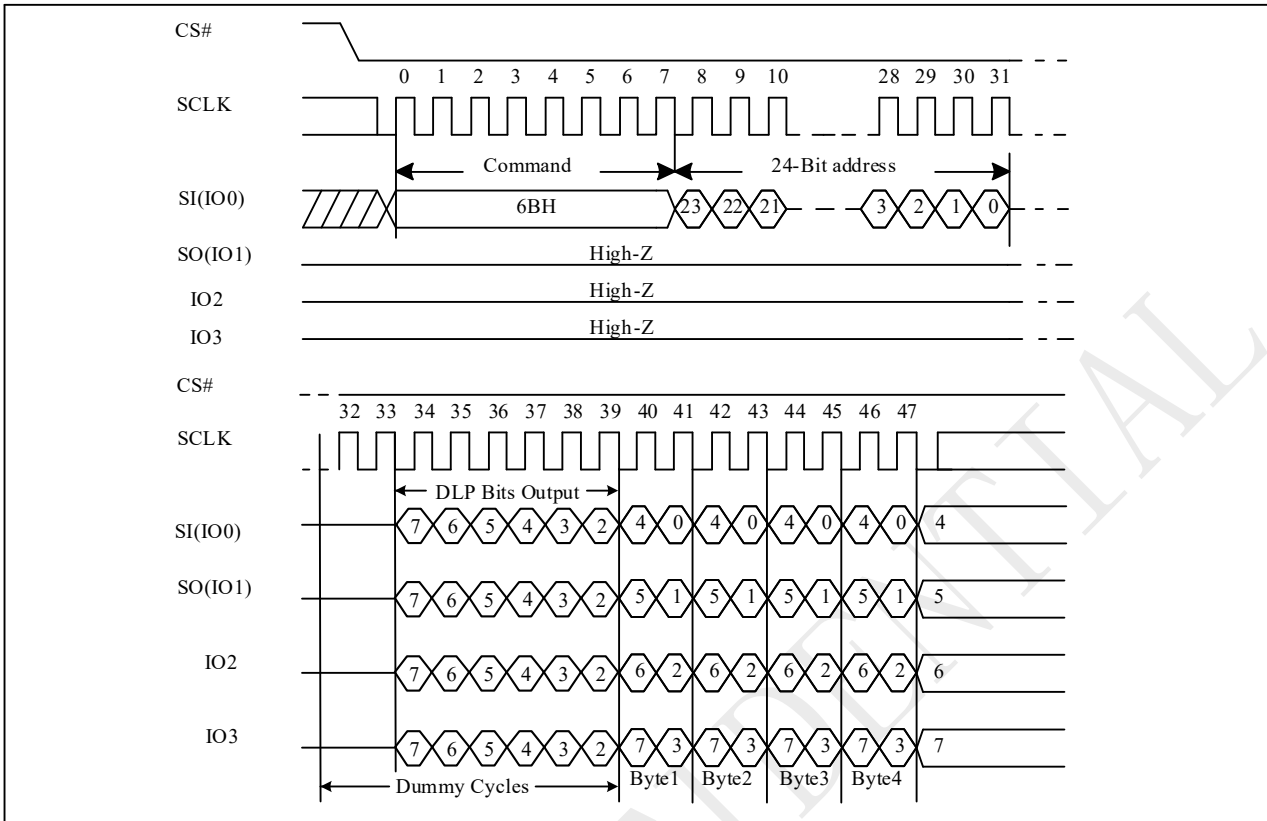 CS#
0 1 2 3 4 5 6 7 8 9 10 28 29 30 31
SCLK
Command 24-Bit address
SI(IO0) 6BH 23 22 21 3 2 1 0
SO(IO1) High-Z
IO2 High-Z
IO3 High-Z
CS#
32 33 34 35 36 37 38 39 40 41 42 43 44 45 46 47
SCLK
DLP Bits Output
SI(IO0) 7 6 5 4 3 2 4 0 4 0 4 0 4 0 4
SO(IO1) 7 6 5 4 3 2 5 1 5 1 5 1 5 1 5
IO2 7 6 5 4 3 2 6 2 6 2 6 2 6 2 6
IO3 7 6 5 4 3 2 7 3 7 3 7 3 7 3 7
Dummy Cycles Byte1 Byte2 Byte3 Byte4